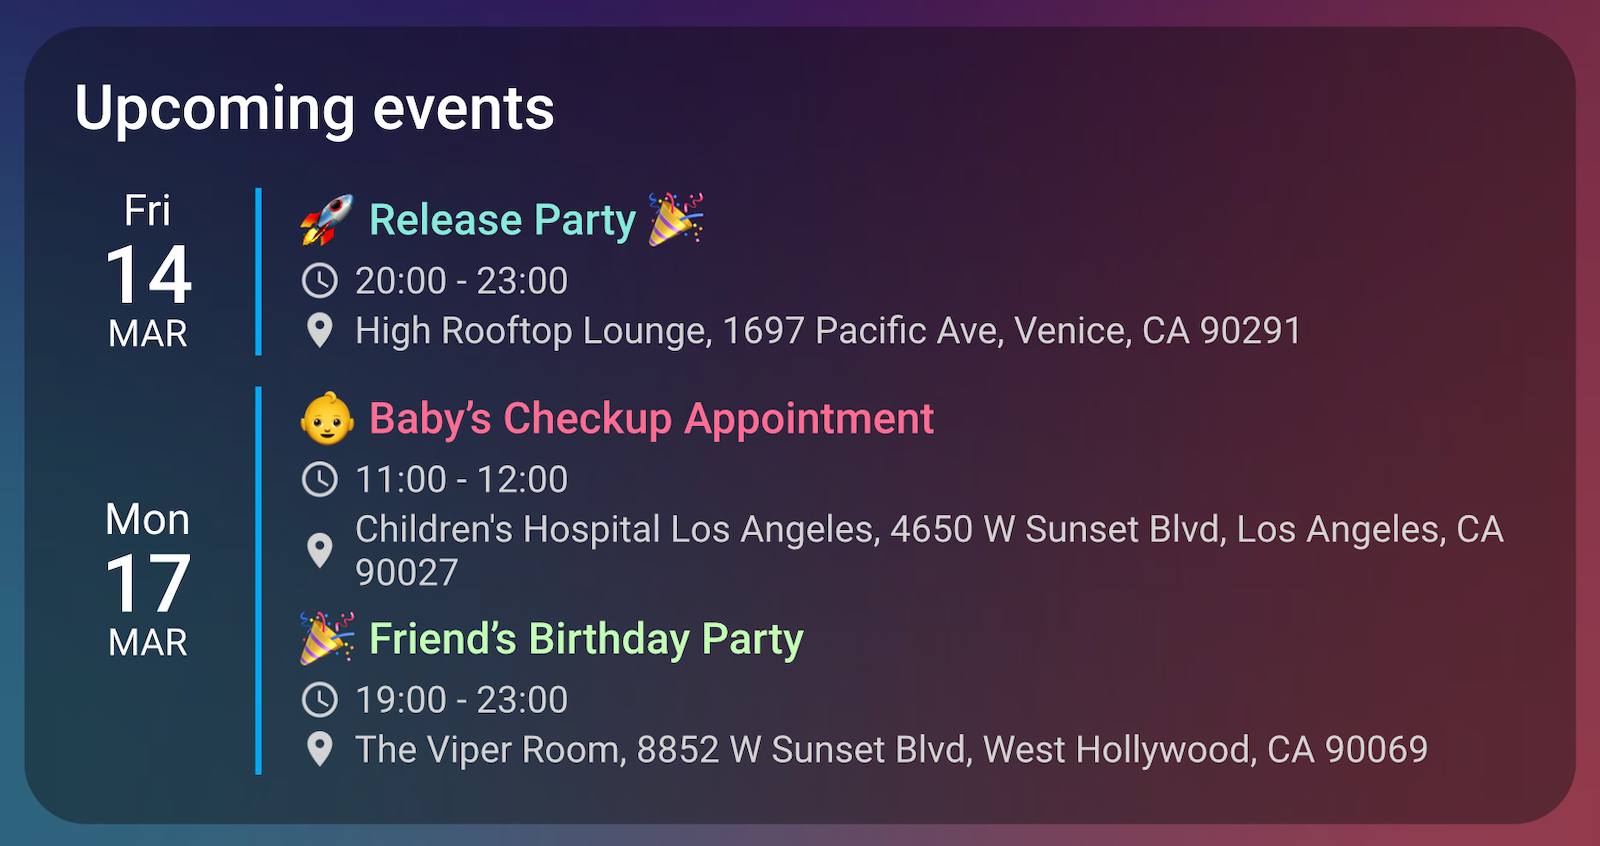 Upcoming events
Fri
14
MAR
🚀 Release Party 🎉
20:00 - 23:00
High Rooftop Lounge, 1697 Pacific Ave, Venice, CA 90291
Mon
17
MAR
👶 Baby’s Checkup Appointment
11:00 - 12:00
Children's Hospital Los Angeles, 4650 W Sunset Blvd, Los Angeles, CA
90027
🎉 Friend’s Birthday Party
19:00 - 23:00
The Viper Room, 8852 W Sunset Blvd, West Hollywood, CA 90069